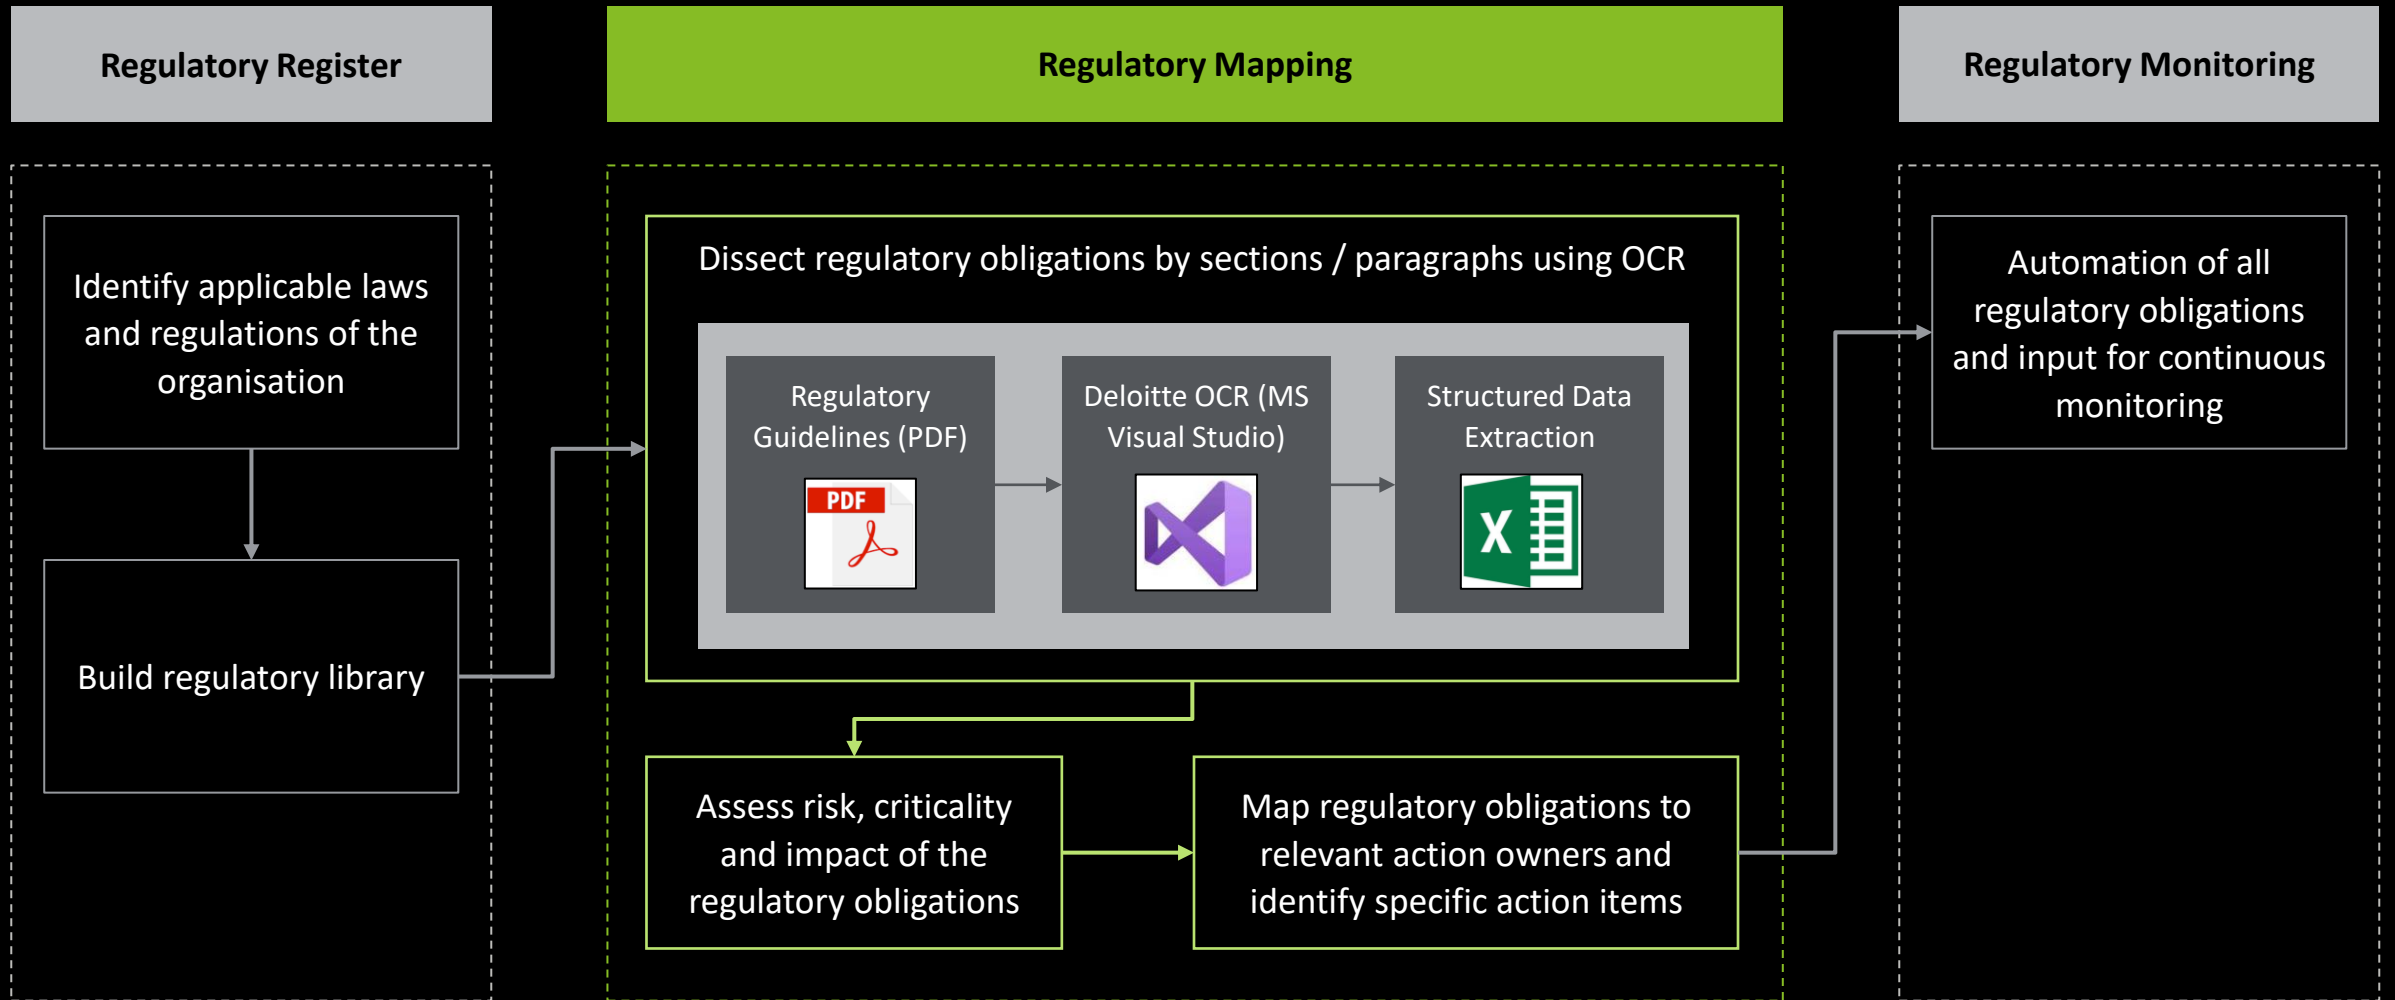 Regulatory Register
Identify applicable laws
and regulations of the
organisation
Build regulatory library
Regulatory Mapping
Dissect regulatory obligations by sections / paragraphs using OCR
Regulatory
Guidelines (PDF)
PDF
Deloitte OCR (MS
Visual Studio)
Structured Data
Extraction
X
Assess risk, criticality
and impact of the
regulatory obligations
Map regulatory obligations to
relevant action owners and
identify specific action items
Regulatory Monitoring
Automation of all
regulatory obligations
and input for continuous
monitoring